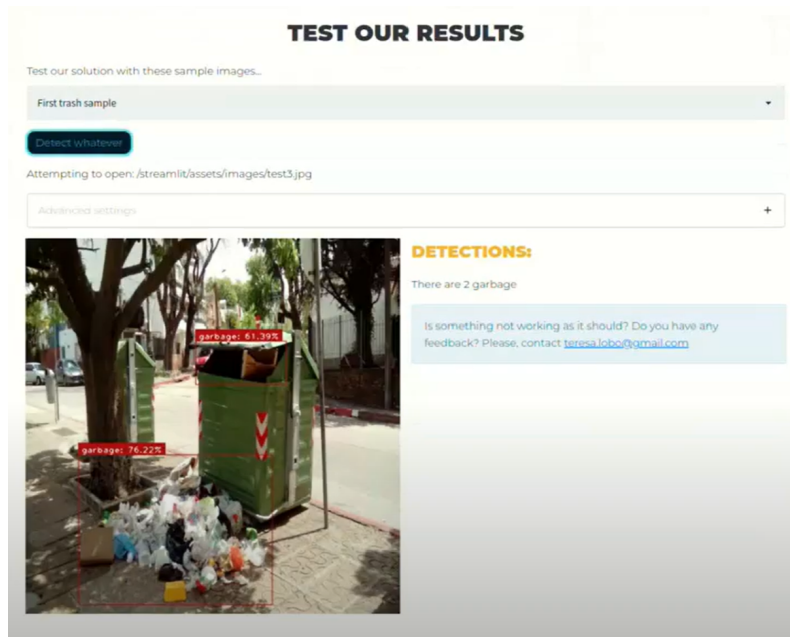 TEST OUR RESULTS
Test our solution with these sample images...
First trash sample
Detect whatever
Attempting to open: /streamlit/assets/images/test3.jpg
Advanced settings
+
DETECTIONS:
There are 2 garbage
Is something not working as it should? Do you have any
feedback? Please, contact teresa.lobo@gmail.com
garbage: 61.39%
garbage: 76.22%